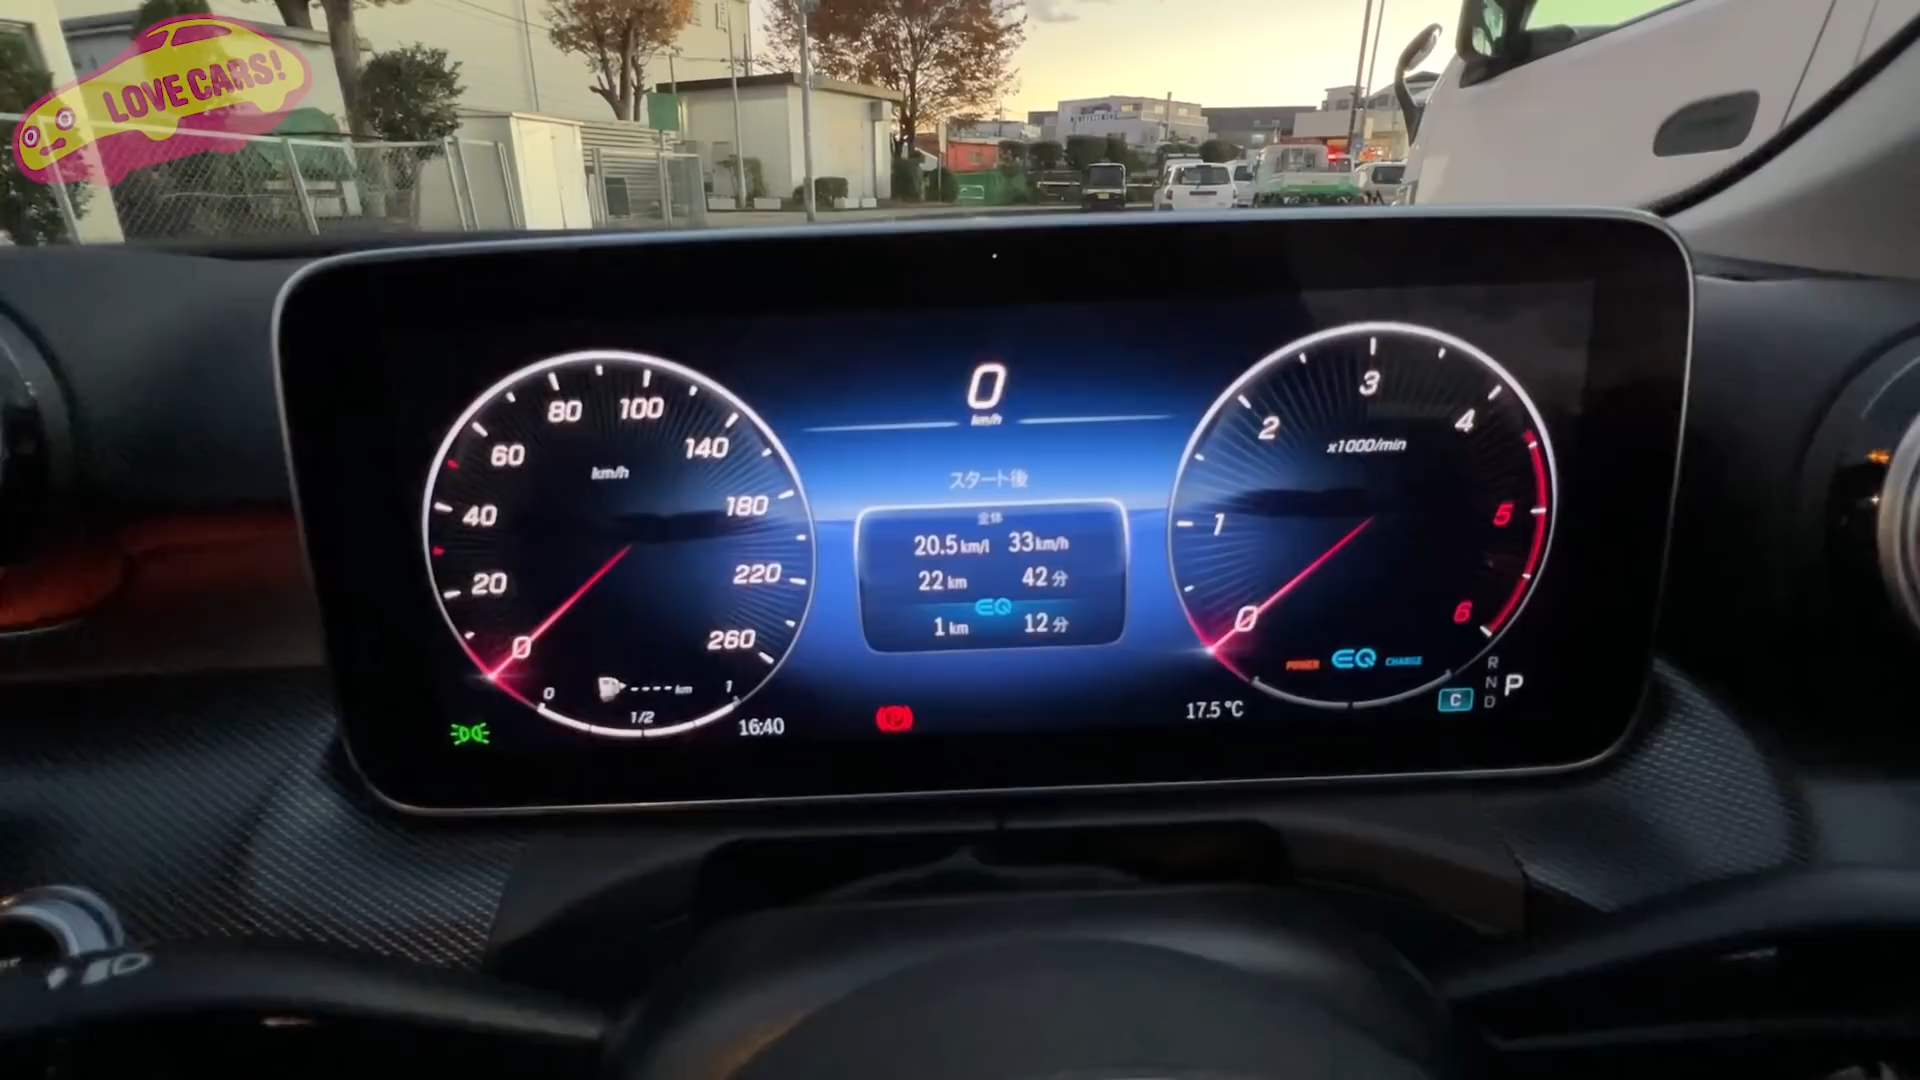 LOVE CARS!
0
km/h
80 100
60 140
km/h
40 180
20 220
0 260
0 1/2 1
---- km
16:40
スタート後
全体
20.5 km/l 33 km/h
22 km 42 分
EQ
1 km 12 分
3
2 4
x1000/min
1 5
0 6
POWER EQ CHARGE
17.5 °C
C
R
N P
D